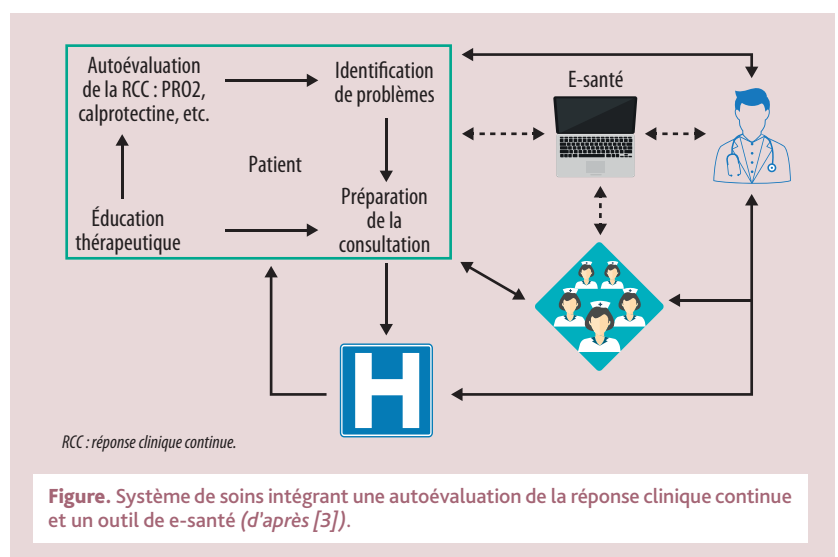 Autoévaluation
de la RCC : PRO2,
calprotectine, etc.
Identification
de problèmes
E-santé
Patient
Éducation
thérapeutique
Préparation
de la
consultation
H
RCC : réponse clinique continue.
Figure. Système de soins intégrant une autoévaluation de la réponse clinique continue
et un outil de e-santé (d'après [3]).